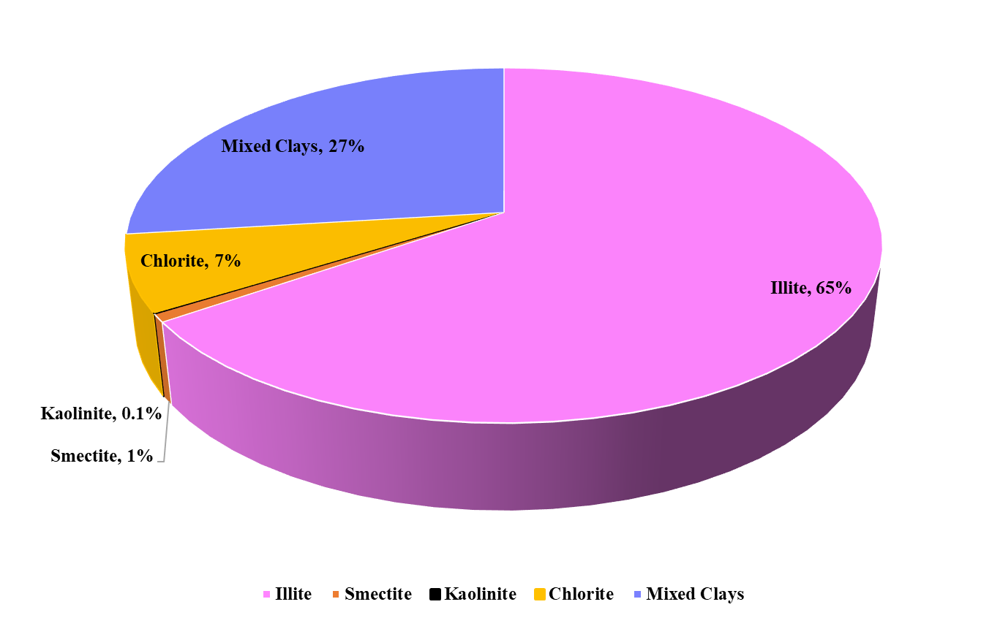 Mixed Clays, 27%
Chlorite, 7%
Illite, 65%
Kaolinite, 0.1%
Smectite, 1%
Illite Smectite Kaolinite Chlorite Mixed Clays